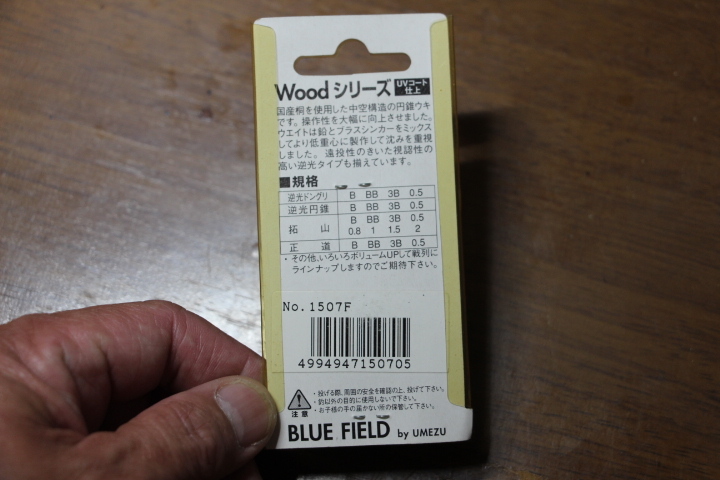 Wood シリーズ UVコート仕上
国産桐を使用した中空構造の円錐ウキ
です。操作性を大幅に向上させました。
ウエイトは鉛とブラスシンカーをミックス
してより低重心に製作して沈みを重視
しました。遠投性のきいた視認性の
高い逆光タイプも揃えています。
■規格
逆光ドングリ B BB 3B 0.5
逆光円錐 B BB 3B 0.5
拓山 B BB 3B 0.5
0.8 1 1.5 2
正道 B BB 3B 0.5
・その他、いろいろボリュームUPして戦列に
ラインナップしますのでご期待下さい。
No.1507F
4994947150705
・投げる際、周囲の安全を確認の上、投げて下さい。
・釣以外の目的に使用しないで下さい。
・お子様の手の届かない所の保管して下さい。
注意
BLUE FIELD by UMEZU